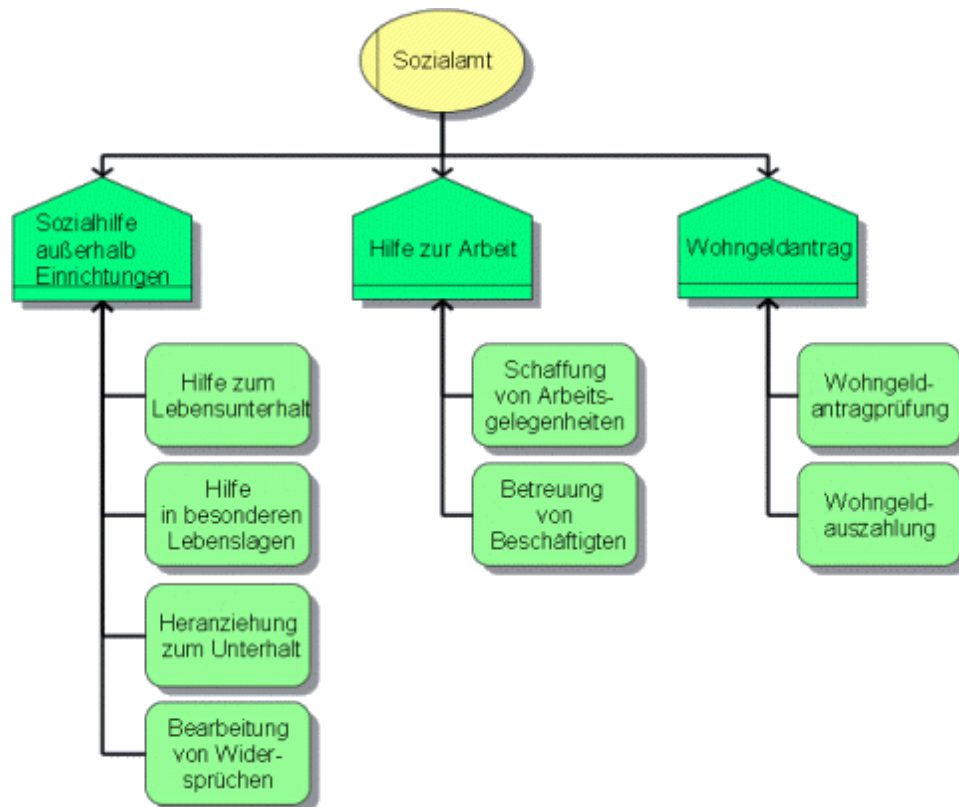 Sozialamt
Sozialhilfe
außerhalb
Einrichtungen
Hilfe zur Arbeit
Wohngeldantrag
Hilfe zum
Lebensunterhalt
Hilfe
in besonderen
Lebenslagen
Heranziehung
zum Unterhalt
Bearbeitung
von Wider-
sprüchen
Schaffung
von Arbeits-
gelegenheiten
Betreuung
von
Beschäftigten
Wohngeld-
antragprüfung
Wohngeld-
auszahlung